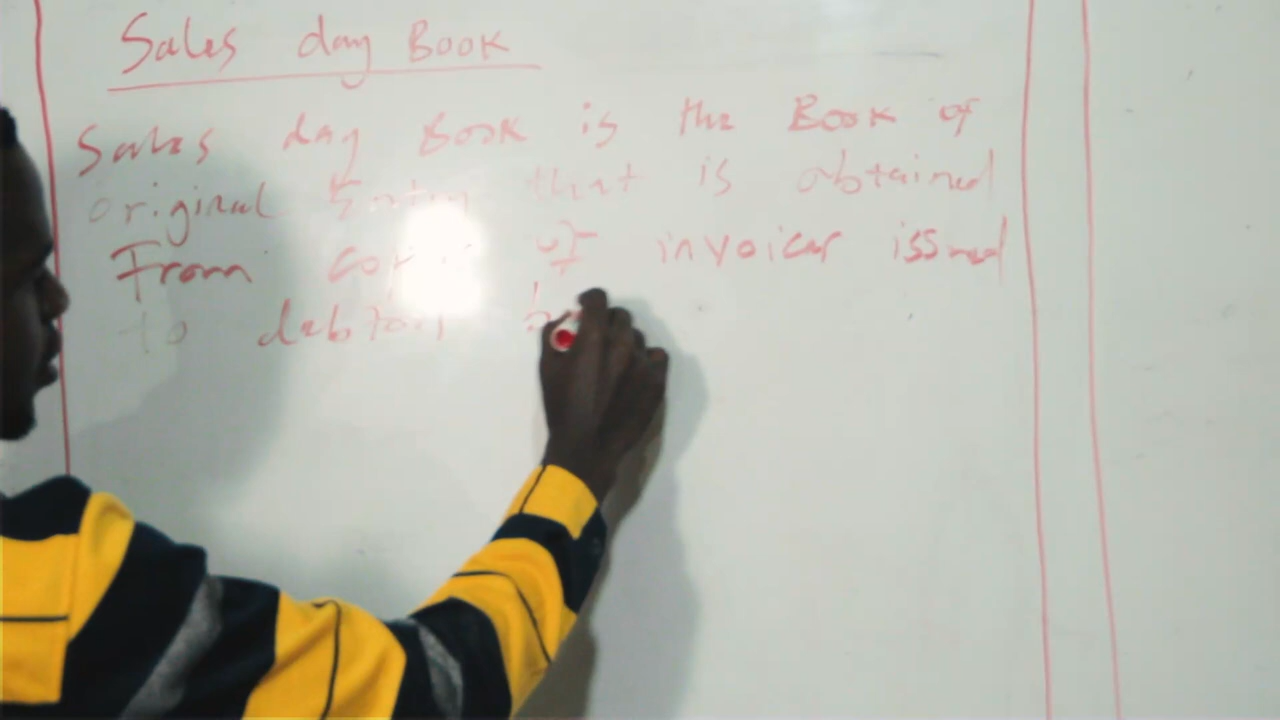 Sales day Book
Sales day Book is the Book of
original Entry that is obtained
From of invoices issued
to debtors